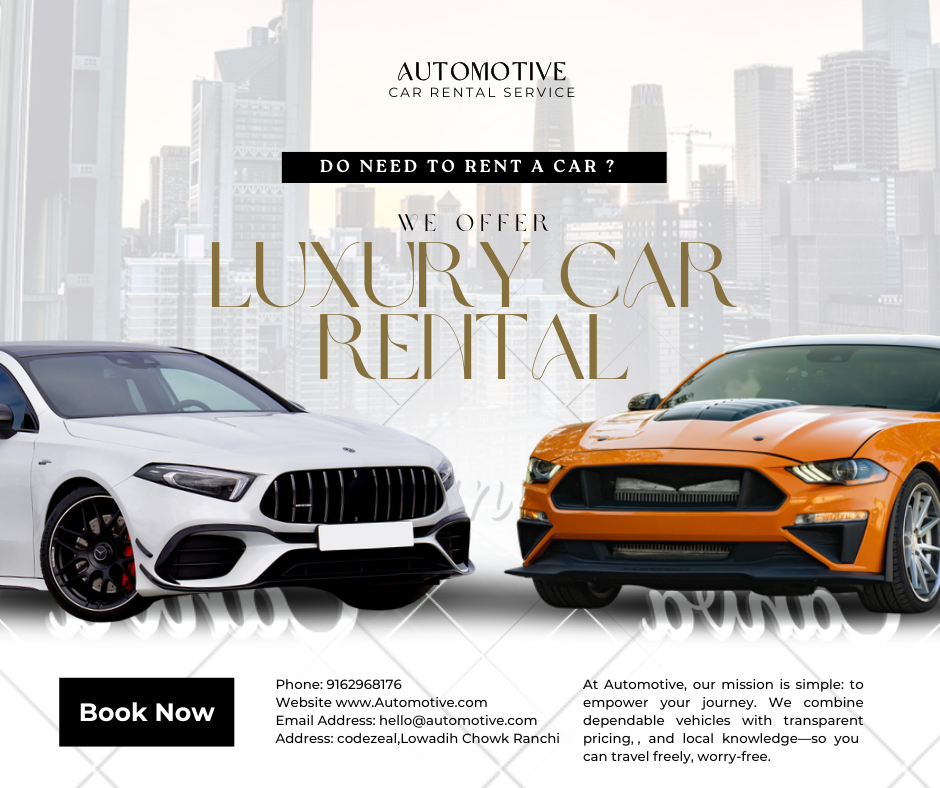 AUTOMOTIVE
CAR RENTAL SERVICE
DO NEED TO RENT A CAR ?
WE OFFER
LUXURY CAR
RENTAL
Book Now
Phone: 9162968176
Website www.Automotive.com
Email Address: hello@automotive.com
Address: codezeal,Lowadih Chowk Ranchi
At Automotive, our mission is simple: to
empower your journey. We combine
dependable vehicles with transparent
pricing, , and local knowledge—so you
can travel freely, worry-free.